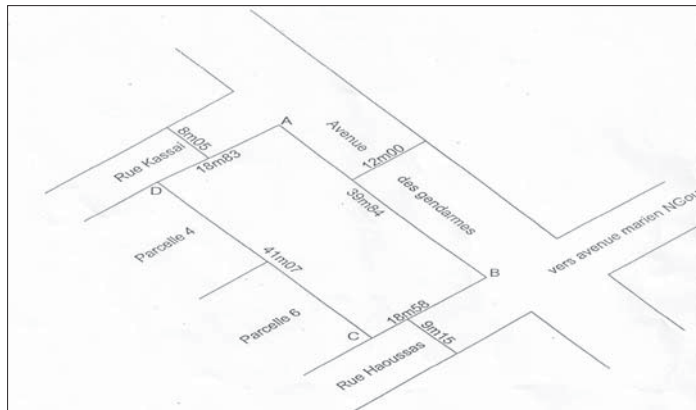 A
Avenue
12m00
8m05
Rue Kassaï
18m83
D
39m84
des gendarmes
Parcelle 4
41m07
vers avenue marien NGou
B
18m58
9m15
C
Parcelle 6
Rue Haoussas